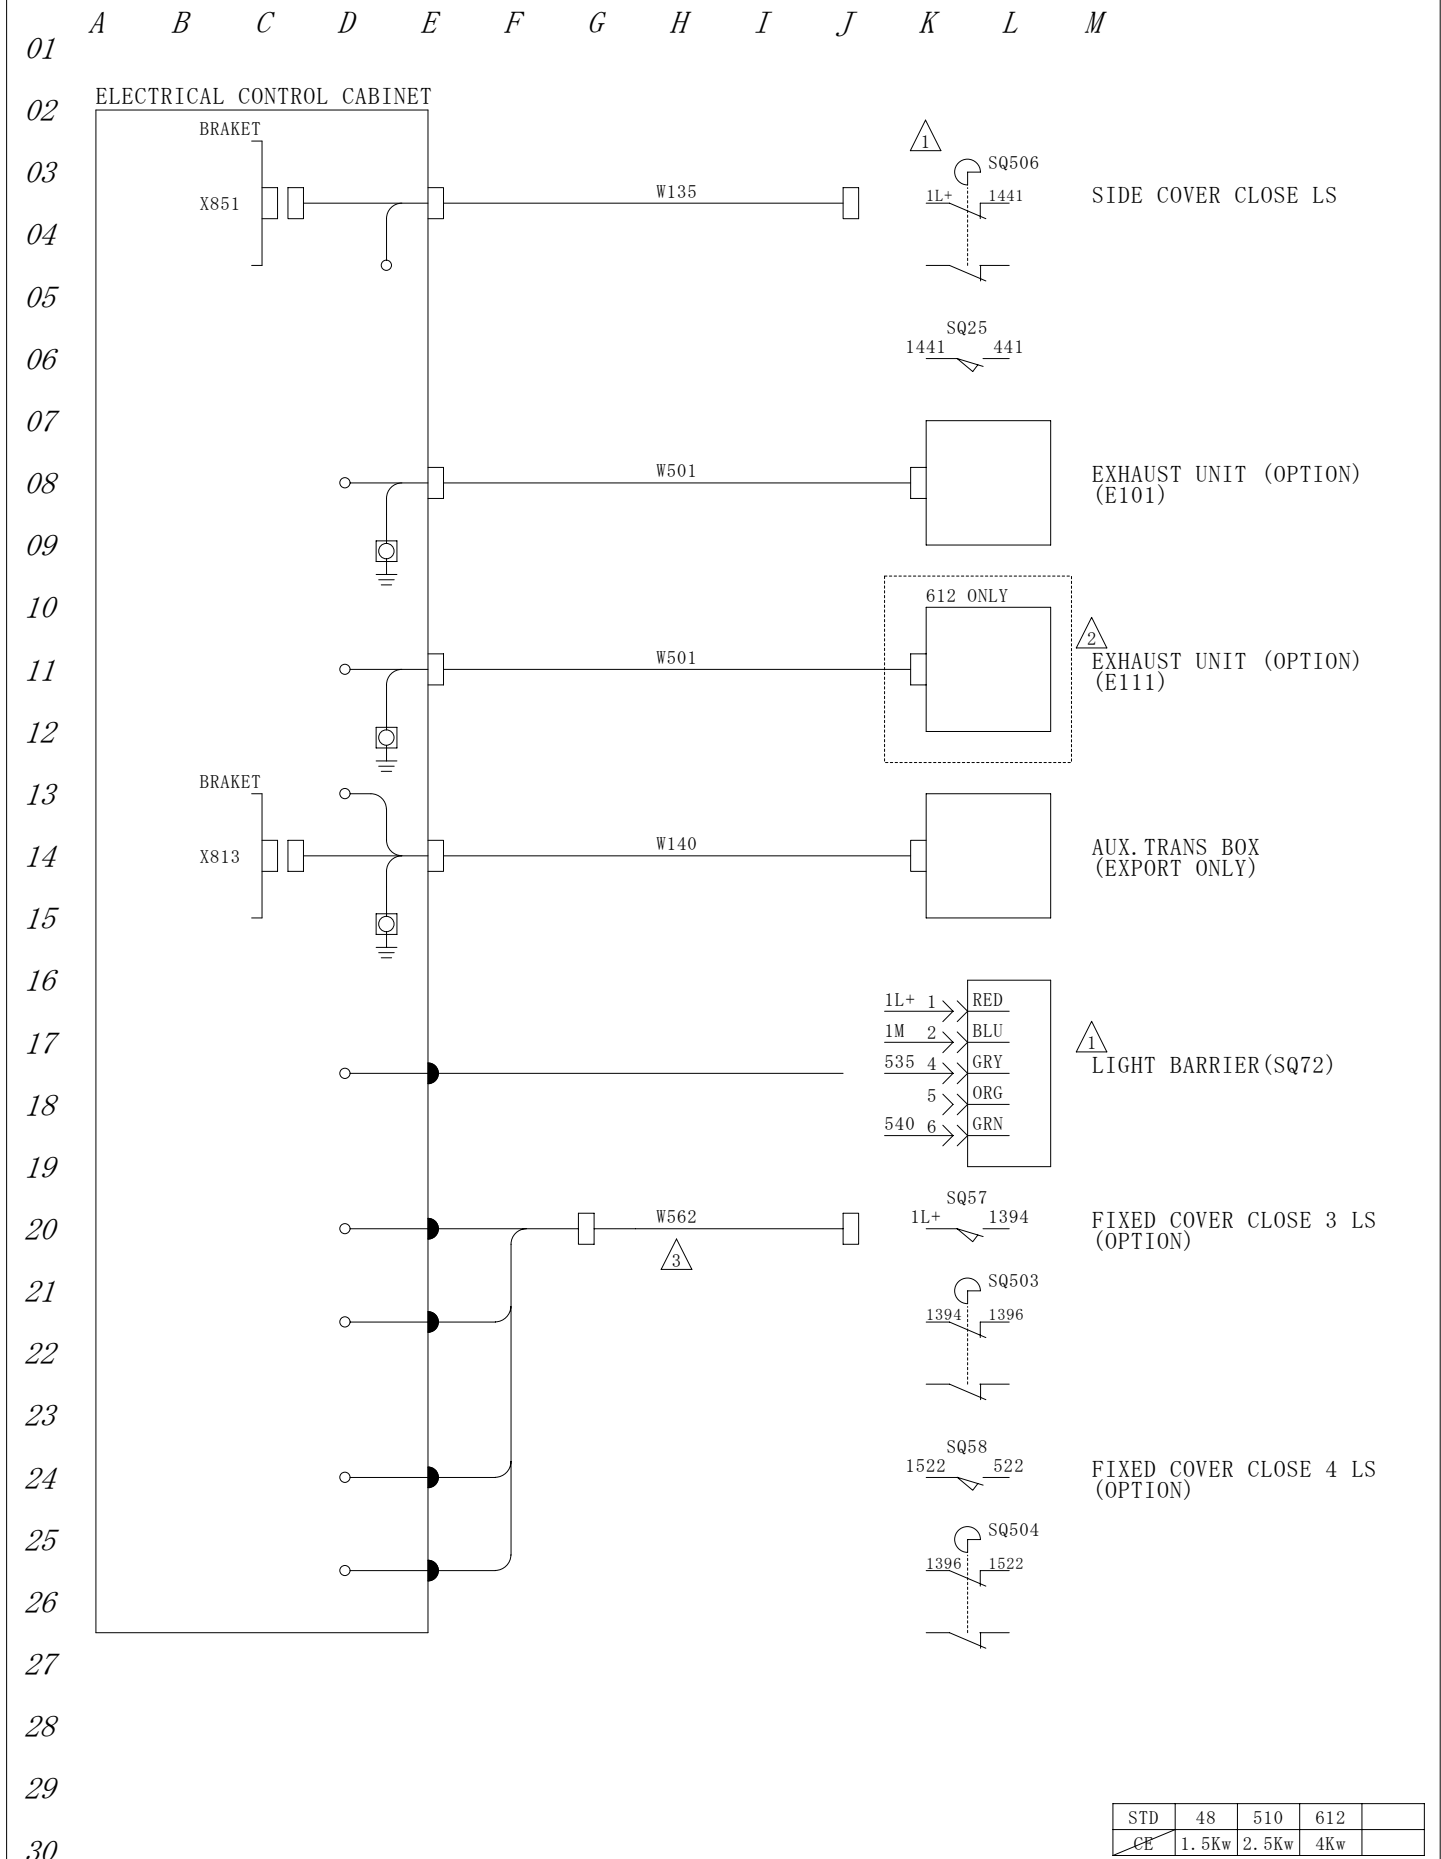 A B C D E F G H I J K L M
01
ELECTRICAL CONTROL CABINET
02
BRAKET
1
03
SQ506
X851
W135
1L+ 1441
SIDE COVER CLOSE LS
04
05
SQ25
06
1441 441
07
08
W501
EXHAUST UNIT (OPTION)
(E101)
09
10
612 ONLY
2
11
W501
EXHAUST UNIT (OPTION)
(E111)
12
BRAKET
13
14
X813
W140
AUX.TRANS BOX
(EXPORT ONLY)
15
16
1L+ 1 RED
17
1M 2 BLU
1
535 4 GRY
LIGHT BARRIER(SQ72)
18
5 ORG
540 6 GRN
19
SQ57
20
W562
1L+ 1394
FIXED COVER CLOSE 3 LS
(OPTION)
3
21
SQ503
1394 1396
22
23
SQ58
24
1522 522
FIXED COVER CLOSE 4 LS
(OPTION)
25
SQ504
1396 1522
26
27
28
29
STD 48 510 612
30
CE 1.5Kw 2.5Kw 4Kw